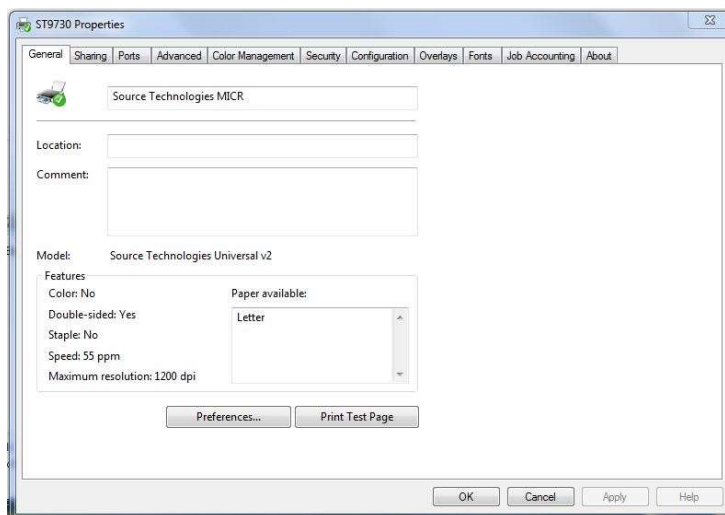 ST9730 Properties
General Sharing Ports Advanced Color Management Security Configuration Overlays Fonts Job Accounting About
Source Technologies MICR
Location:
Comment:
Model: Source Technologies Universal v2
Features
Color: No Paper available:
Double-sided: Yes Letter
Staple: No
Speed: 55 ppm
Maximum resolution: 1200 dpi
Preferences... Print Test Page
OK Cancel Apply Help